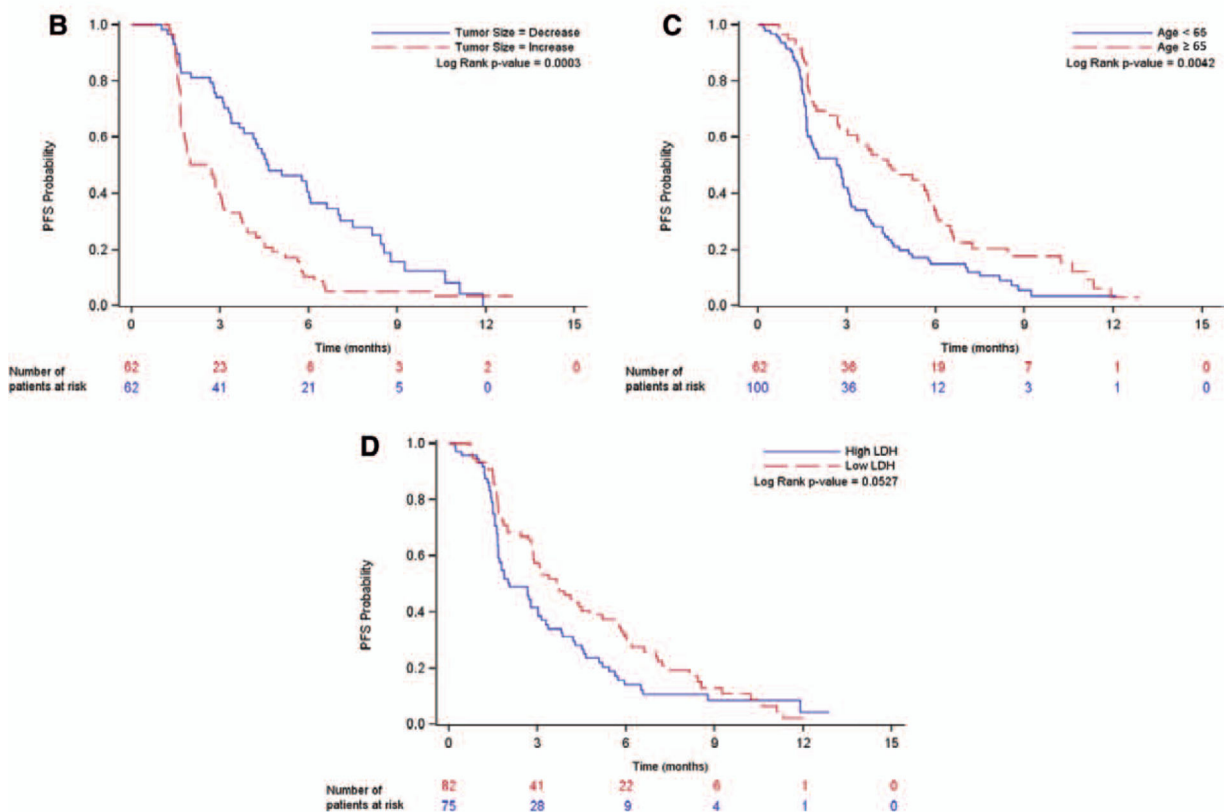 B
1.0
0.8
0.6
0.4
0.2
0.0
PFS Probability
Tumor Size = Decrease
Tumor Size = Increase
Log Rank p-value = 0.0003
0 3 6 9 12 15
Time (months)
Number of
patients at risk
62 23 6 3 2 0
62 41 21 5 0
C
1.0
0.8
0.6
0.4
0.2
0.0
PFS Probability
Age < 65
Age ≥ 65
Log Rank p-value = 0.0042
0 3 6 9 12 15
Time (months)
Number of
patients at risk
62 36 19 7 1 0
100 36 12 3 1 0
D
1.0
0.8
0.6
0.4
0.2
0.0
PFS Probability
High LDH
Low LDH
Log Rank p-value = 0.0527
0 3 6 9 12 15
Time (months)
Number of
patients at risk
82 41 22 6 1 0
75 28 9 4 1 0